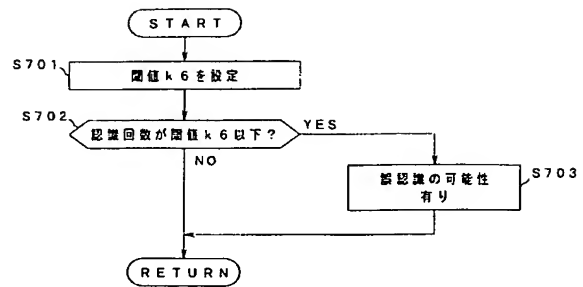 START
S701
閾値k6を設定
S702
認識回数が閾値k6以下?
YES
NO
誤認識の可能性
有り
S703
RETURN